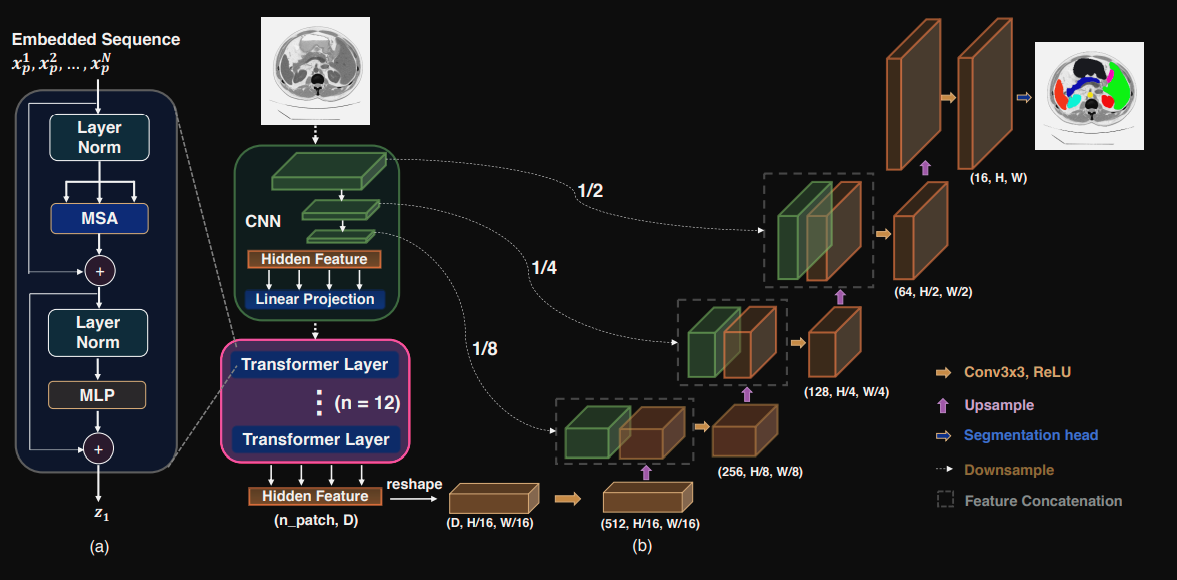 Embedded Sequence
x_p^1, x_p^2, ..., x_p^N
Layer
Norm
MSA
+
Layer
Norm
MLP
+
z_1
(a)
CNN
Hidden Feature
Linear Projection
Transformer Layer
(n = 12)
Transformer Layer
Hidden Feature
(n_patch, D)
reshape
(D, H/16, W/16)
(512, H/16, W/16)
(b)
1/2
1/4
1/8
(256, H/8, W/8)
(128, H/4, W/4)
(64, H/2, W/2)
(16, H, W)
Conv3x3, ReLU
Upsample
Segmentation head
Downsample
Feature Concatenation